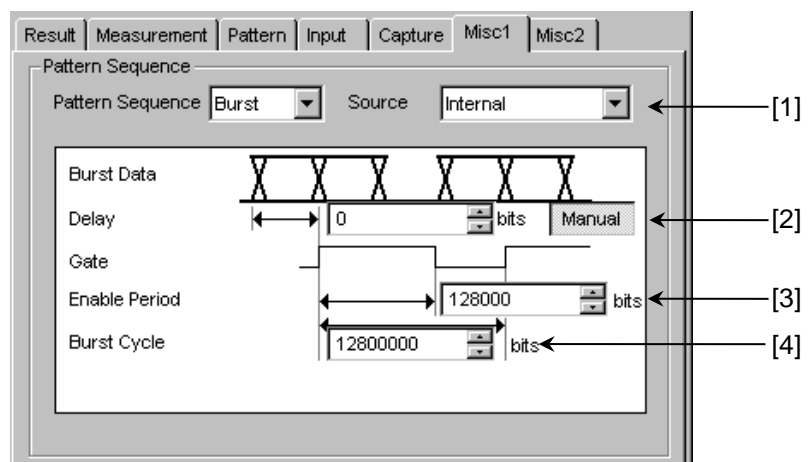 Result Measurement Pattern Input Capture Misc1 Misc2
Pattern Sequence
Pattern Sequence Burst Source Internal [1]
Burst Data
Delay 0 bits Manual [2]
Gate
Enable Period 128000 bits [3]
Burst Cycle 12800000 bits [4]